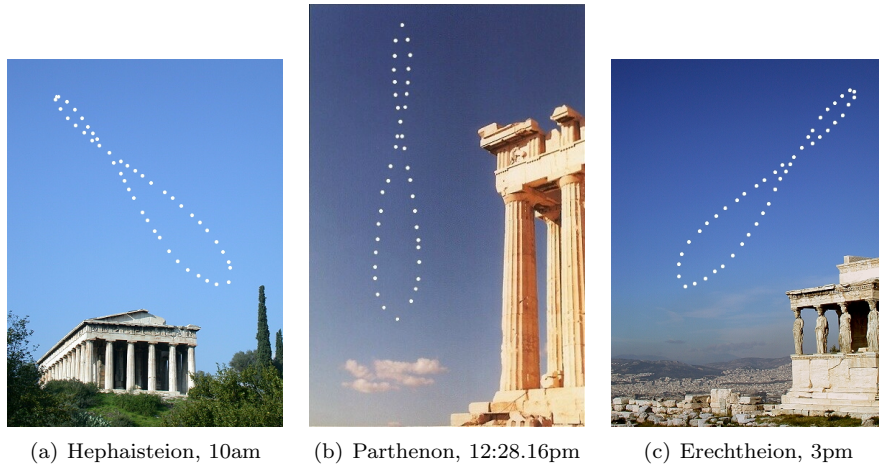 (a) Hephaisteion, 10am
(b) Parthenon, 12:28.16pm
(c) Erechtheion, 3pm